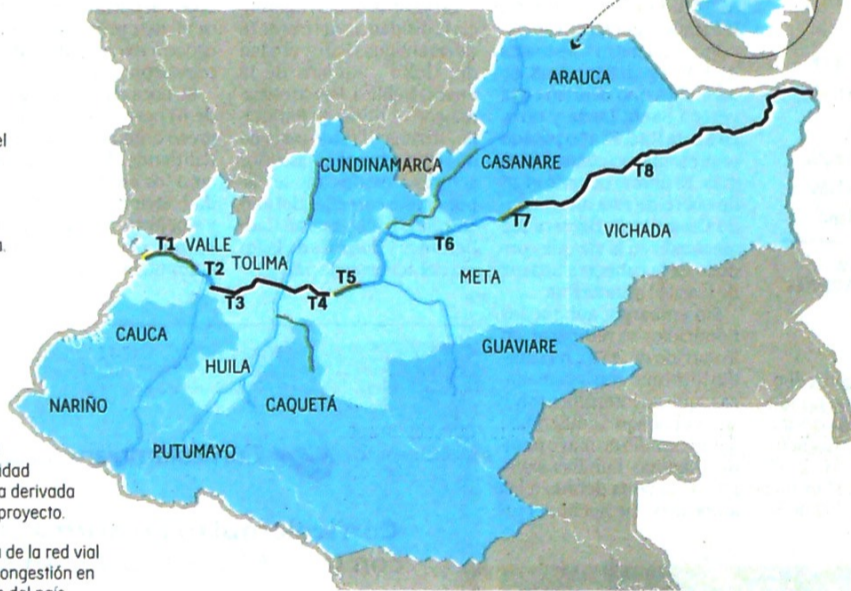 ARAUCA
el
CUNDINAMARCA
CASANARE
T8
T7
VICHADA
n.
T1
VALLE
T6
T2
TOLIMA
T5
META
T3
T4
CAUCA
GUAVIARE
HUILA
NARIÑO
CAQUETÁ
PUTUMAYO
idad
a derivada
proyecto.
de la red vial
ongestión en